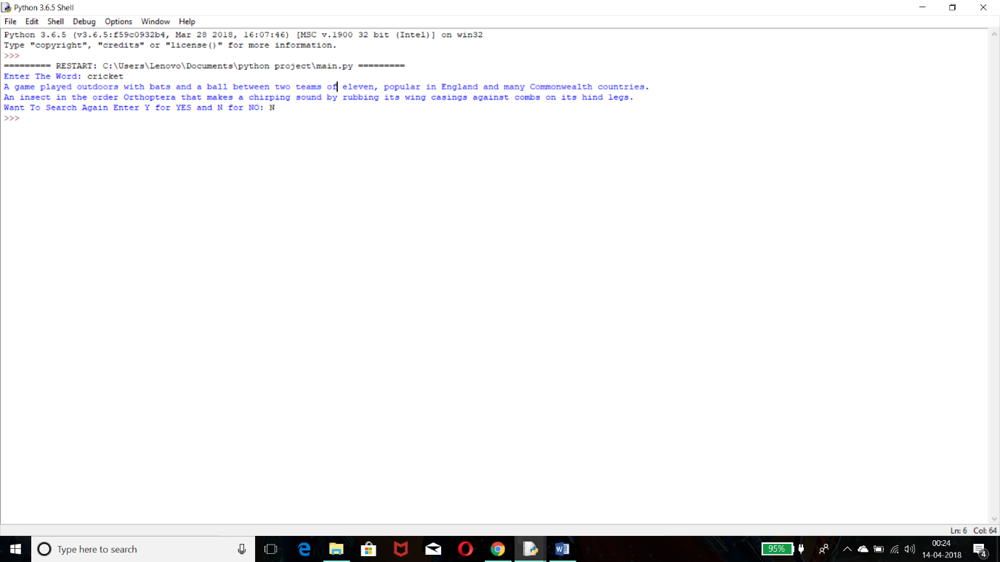 Python 3.6.5 Shell
File Edit Shell Debug Options Window Help
Python 3.6.5 (v3.6.5:f59c0932b4, Mar 28 2018, 16:07:46) [MSC v.1900 32 bit (Intel)] on win32
Type "copyright", "credits" or "license()" for more information.
>>>
========= RESTART: C:\Users\Lenovo\Documents\python project\main.py =========
Enter The Word: cricket
A game played outdoors with bats and a ball between two teams of eleven, popular in England and many Commonwealth countries.
An insect in the order Orthoptera that makes a chirping sound by rubbing its wing casings against combs on its hind legs.
Want To Search Again Enter Y for YES and N for NO: N
>>>
Ln: 6 Col: 64
Type here to search
95%
00:24
14-04-2018
4